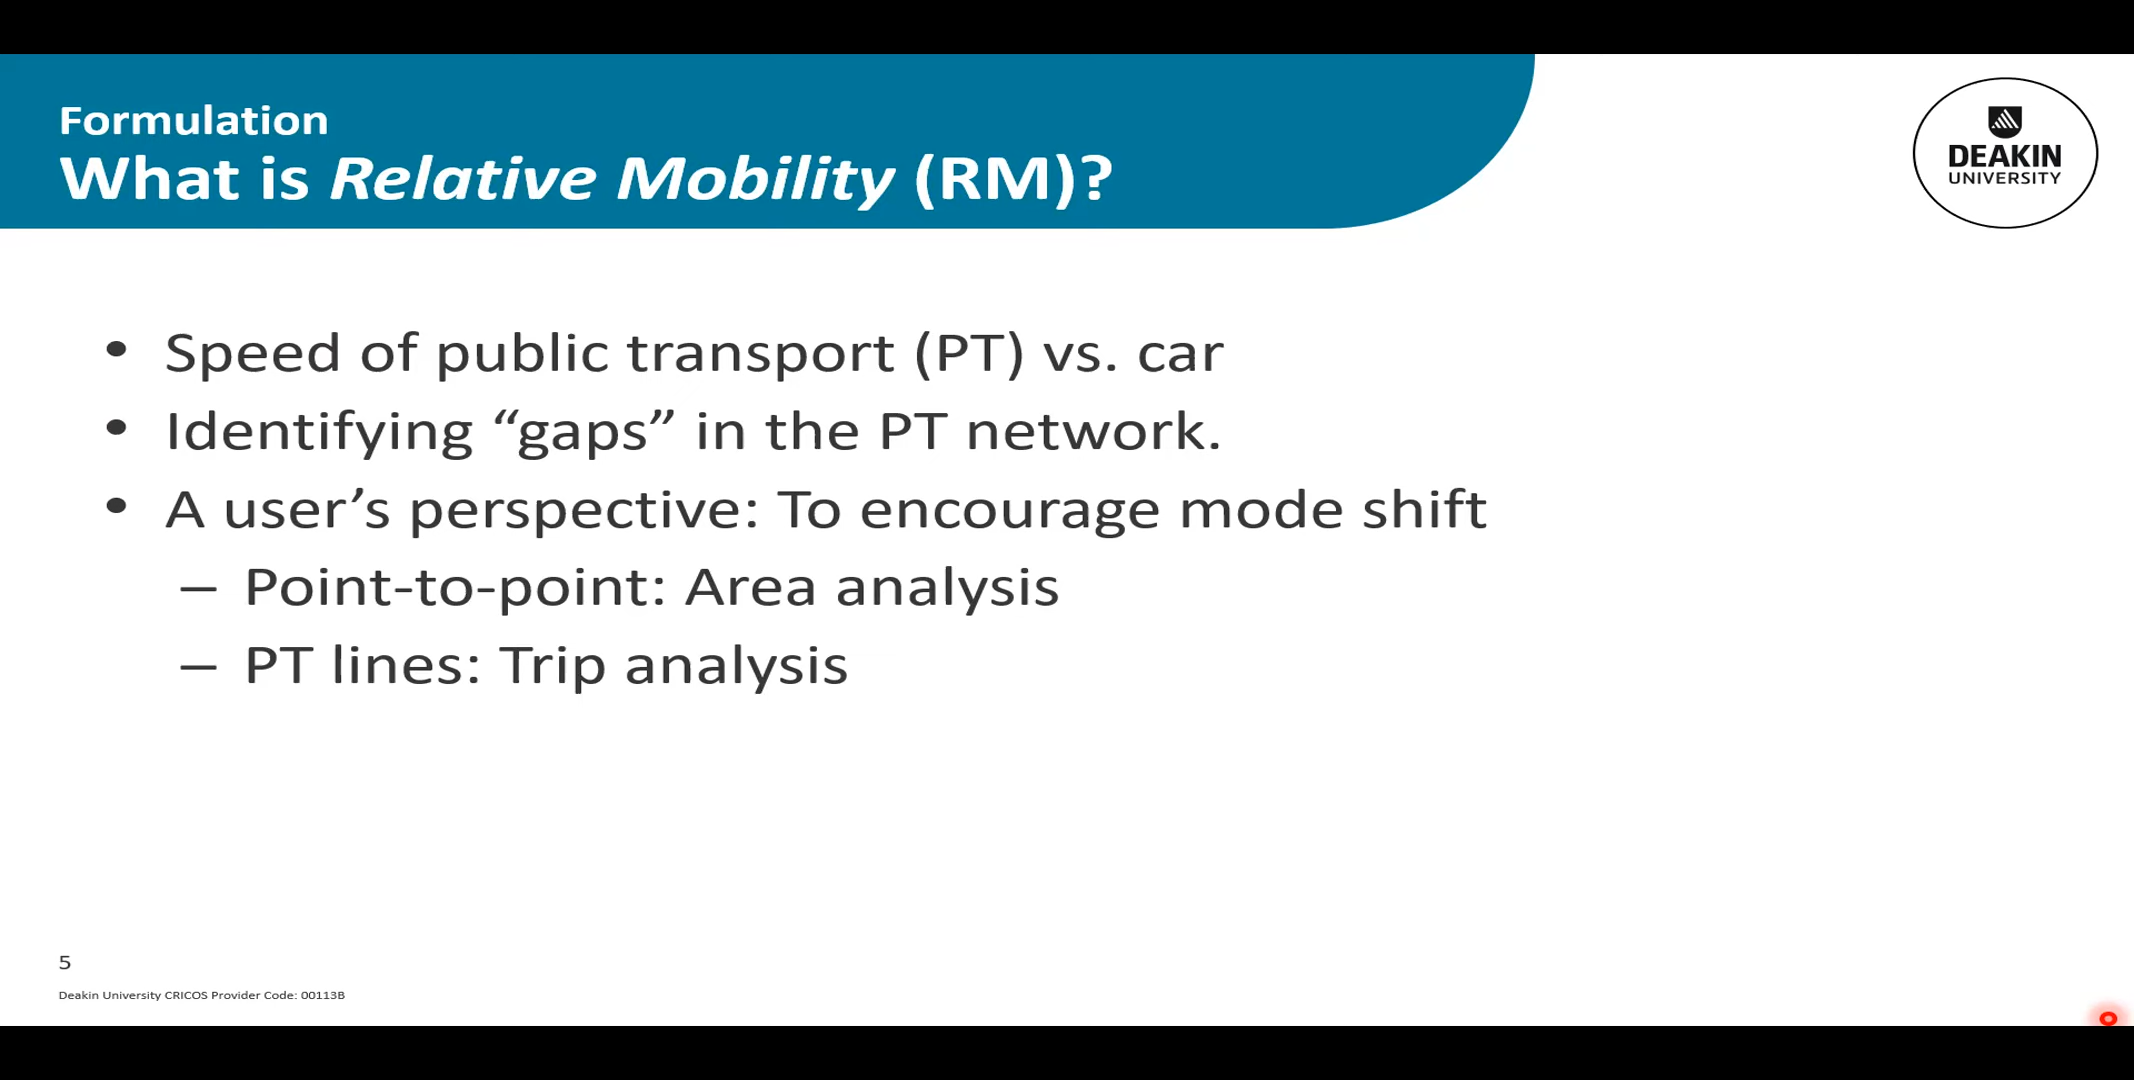 Formulation
What is Relative Mobility (RM)?
DEAKIN
UNIVERSITY
• Speed of public transport (PT) vs. car
• Identifying “gaps” in the PT network.
• A user’s perspective: To encourage mode shift
– Point-to-point: Area analysis
– PT lines: Trip analysis
5
Deakin University CRICOS Provider Code: 00113B